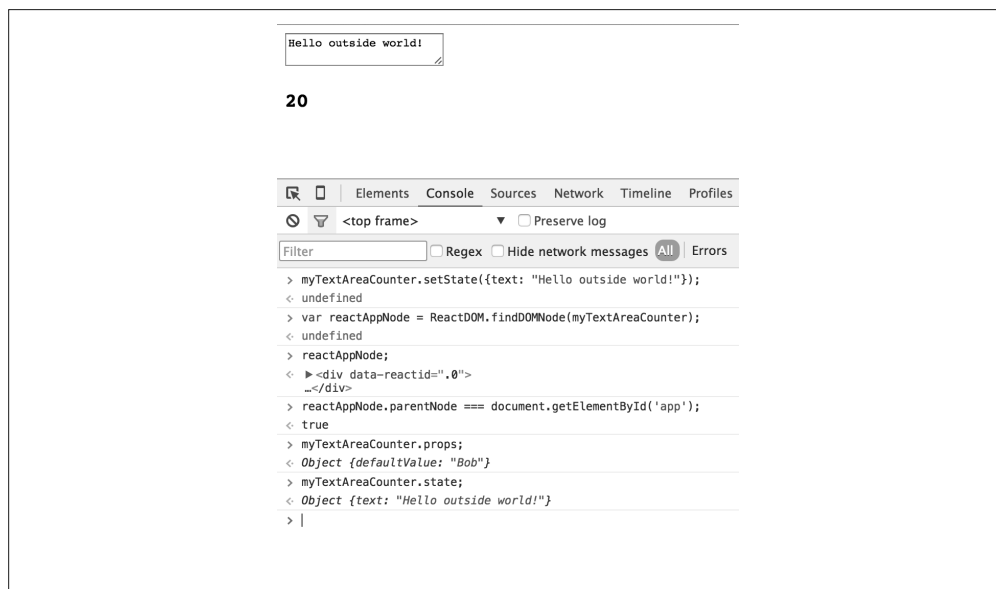 Hello outside world!
20
Elements Console Sources Network Timeline Profiles
<top frame> ▼ Preserve log
Filter Regex Hide network messages All Errors
> myTextAreaCounter.setState({text: "Hello outside world!"});
<· undefined
> var reactAppNode = ReactDOM.findDOMNode(myTextAreaCounter);
<· undefined
> reactAppNode;
<· ▶<div data-reactid=".0">
…</div>
> reactAppNode.parentNode === document.getElementById('app');
<· true
> myTextAreaCounter.props;
<· Object {defaultValue: "Bob"}
> myTextAreaCounter.state;
<· Object {text: "Hello outside world!"}
>